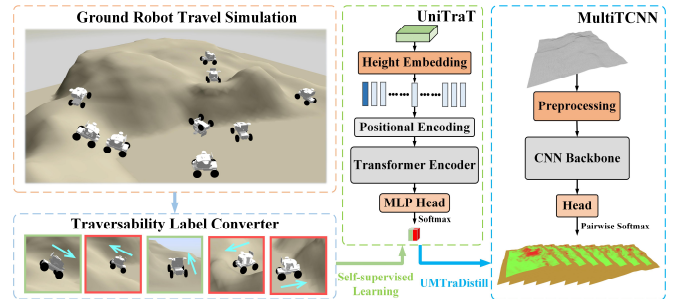 Ground Robot Travel Simulation
Traversability Label Converter
UniTraT
Height Embedding
Positional Encoding
Transformer Encoder
MLP Head
Softmax
Self-supervised
Learning
UMTraDistill
MultiTCNN
Preprocessing
CNN Backbone
Head
Pairwise Softmax